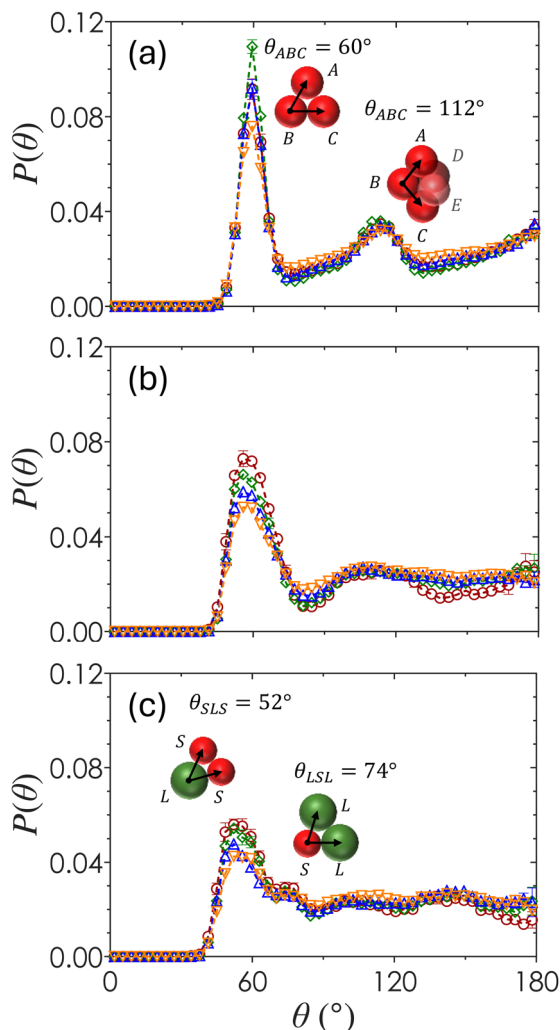 0.12
(a)
θ_ABC = 60°
A
B
C
θ_ABC = 112°
A
D
B
E
C
P(θ)
0.08
0.04
0.00
0.12
(b)
P(θ)
0.08
0.04
0.00
0.12
(c)
θ_SLS = 52°
S
L
S
θ_LSL = 74°
L
S
L
P(θ)
0.08
0.04
0.00
0
60
120
180
θ (°)